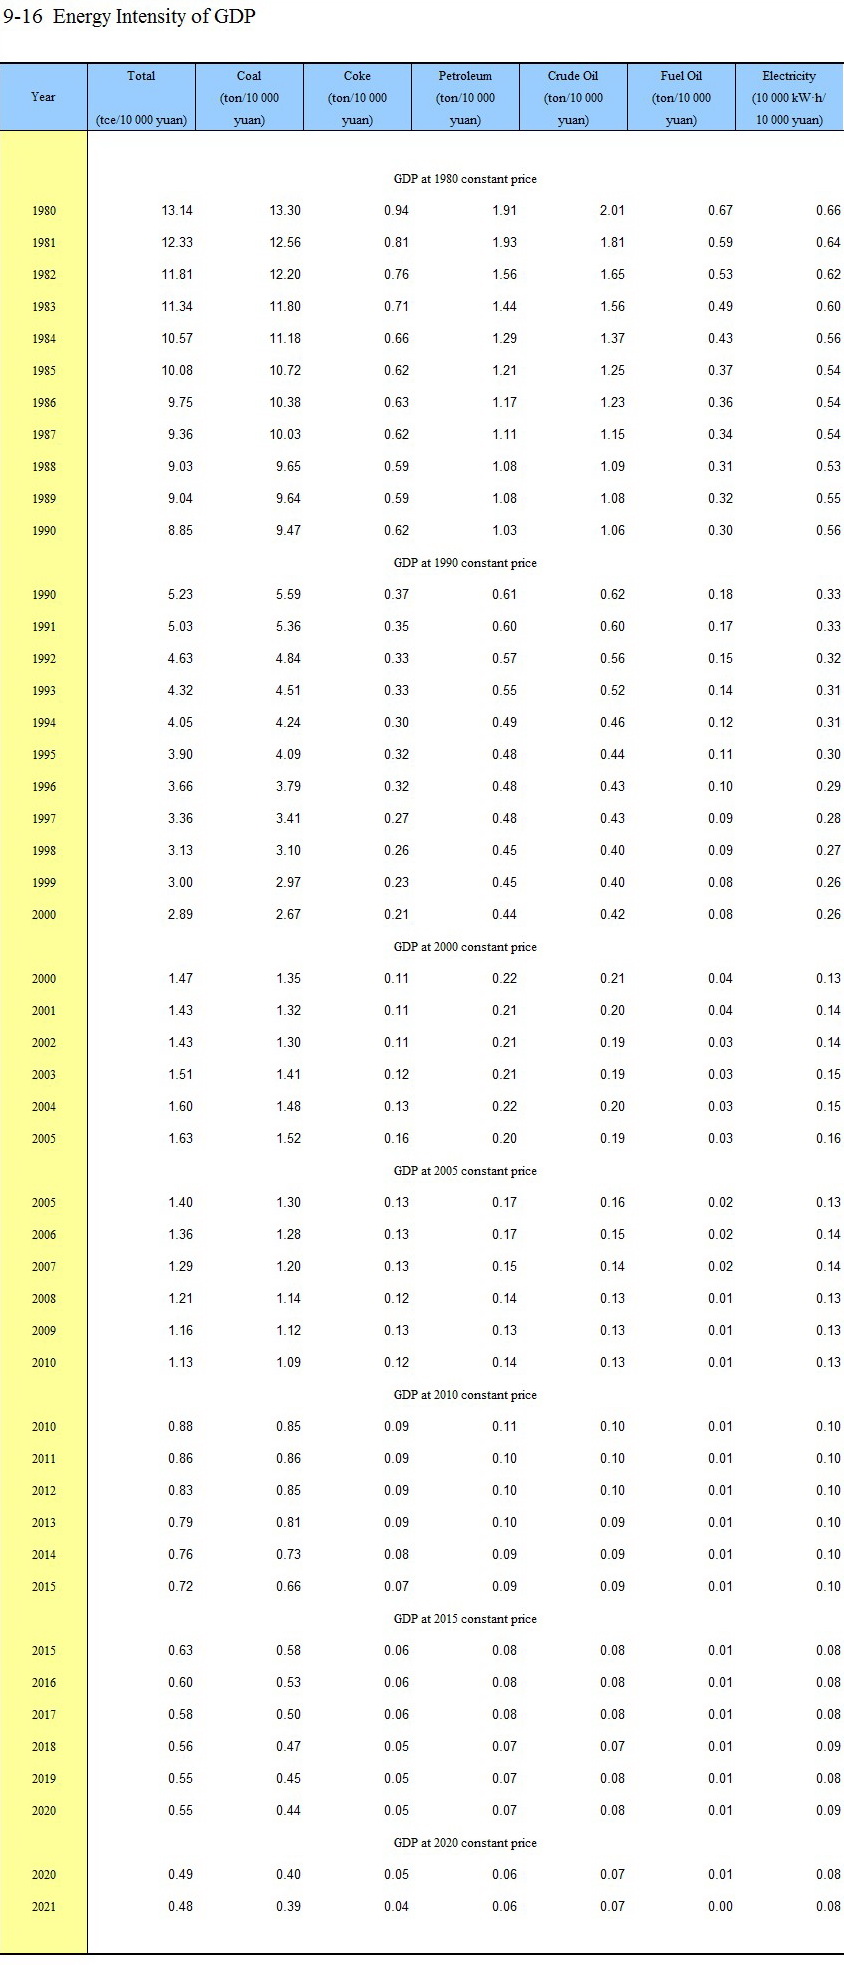 9-16 Energy Intensity of GDP
Year Total (tce/10 000 yuan) Coal (ton/10 000 yuan) Coke (ton/10 000 yuan) Petroleum (ton/10 000 yuan) Crude Oil (ton/10 000 yuan) Fuel Oil (ton/10 000 yuan) Electricity (10 000 kW·h/ 10 000 yuan)
GDP at 1980 constant price
1980 13.14 13.30 0.94 1.91 2.01 0.67 0.66
1981 12.33 12.56 0.81 1.93 1.81 0.59 0.64
1982 11.81 12.20 0.76 1.56 1.65 0.53 0.62
1983 11.34 11.80 0.71 1.44 1.56 0.49 0.60
1984 10.57 11.18 0.66 1.29 1.37 0.43 0.56
1985 10.08 10.72 0.62 1.21 1.25 0.37 0.54
1986 9.75 10.38 0.63 1.17 1.23 0.36 0.54
1987 9.36 10.03 0.62 1.11 1.15 0.34 0.54
1988 9.03 9.65 0.59 1.08 1.09 0.31 0.53
1989 9.04 9.64 0.59 1.08 1.08 0.32 0.55
1990 8.85 9.47 0.62 1.03 1.06 0.30 0.56
GDP at 1990 constant price
1990 5.23 5.59 0.37 0.61 0.62 0.18 0.33
1991 5.03 5.36 0.35 0.60 0.60 0.17 0.33
1992 4.63 4.84 0.33 0.57 0.56 0.15 0.32
1993 4.32 4.51 0.33 0.55 0.52 0.14 0.31
1994 4.05 4.24 0.30 0.49 0.46 0.12 0.31
1995 3.90 4.09 0.32 0.48 0.44 0.11 0.30
1996 3.66 3.79 0.32 0.48 0.43 0.10 0.29
1997 3.36 3.41 0.27 0.48 0.43 0.09 0.28
1998 3.13 3.10 0.26 0.45 0.40 0.09 0.27
1999 3.00 2.97 0.23 0.45 0.40 0.08 0.26
2000 2.89 2.67 0.21 0.44 0.42 0.08 0.26
GDP at 2000 constant price
2000 1.47 1.35 0.11 0.22 0.21 0.04 0.13
2001 1.43 1.32 0.11 0.21 0.20 0.04 0.14
2002 1.43 1.30 0.11 0.21 0.19 0.03 0.14
2003 1.51 1.41 0.12 0.21 0.19 0.03 0.15
2004 1.60 1.48 0.13 0.22 0.20 0.03 0.15
2005 1.63 1.52 0.16 0.20 0.19 0.03 0.16
GDP at 2005 constant price
2005 1.40 1.30 0.13 0.17 0.16 0.02 0.13
2006 1.36 1.28 0.13 0.17 0.15 0.02 0.14
2007 1.29 1.20 0.13 0.15 0.14 0.02 0.14
2008 1.21 1.14 0.12 0.14 0.13 0.01 0.13
2009 1.16 1.12 0.13 0.13 0.13 0.01 0.13
2010 1.13 1.09 0.12 0.14 0.13 0.01 0.13
GDP at 2010 constant price
2010 0.88 0.85 0.09 0.11 0.10 0.01 0.10
2011 0.86 0.86 0.09 0.10 0.10 0.01 0.10
2012 0.83 0.85 0.09 0.10 0.10 0.01 0.10
2013 0.79 0.81 0.09 0.10 0.09 0.01 0.10
2014 0.76 0.73 0.08 0.09 0.09 0.01 0.10
2015 0.72 0.66 0.07 0.09 0.09 0.01 0.10
GDP at 2015 constant price
2015 0.63 0.58 0.06 0.08 0.08 0.01 0.08
2016 0.60 0.53 0.06 0.08 0.08 0.01 0.08
2017 0.58 0.50 0.06 0.08 0.08 0.01 0.08
2018 0.56 0.47 0.05 0.07 0.07 0.01 0.09
2019 0.55 0.45 0.05 0.07 0.08 0.01 0.08
2020 0.55 0.44 0.05 0.07 0.08 0.01 0.09
GDP at 2020 constant price
2020 0.49 0.40 0.05 0.06 0.07 0.01 0.08
2021 0.48 0.39 0.04 0.06 0.07 0.00 0.08